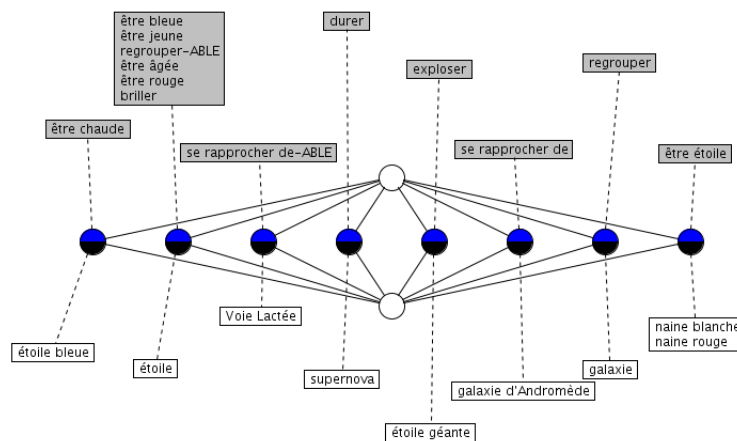 être bleue
être jeune
regrouper-ABLE
être âgée
être rouge
briller
durer
exploser
regrouper
être chaude
se rapprocher de-ABLE
se rapprocher de
être étoile
étoile bleue
étoile
Voie Lactée
supernova
étoile géante
galaxie d'Andromède
galaxie
naine blanche
naine rouge